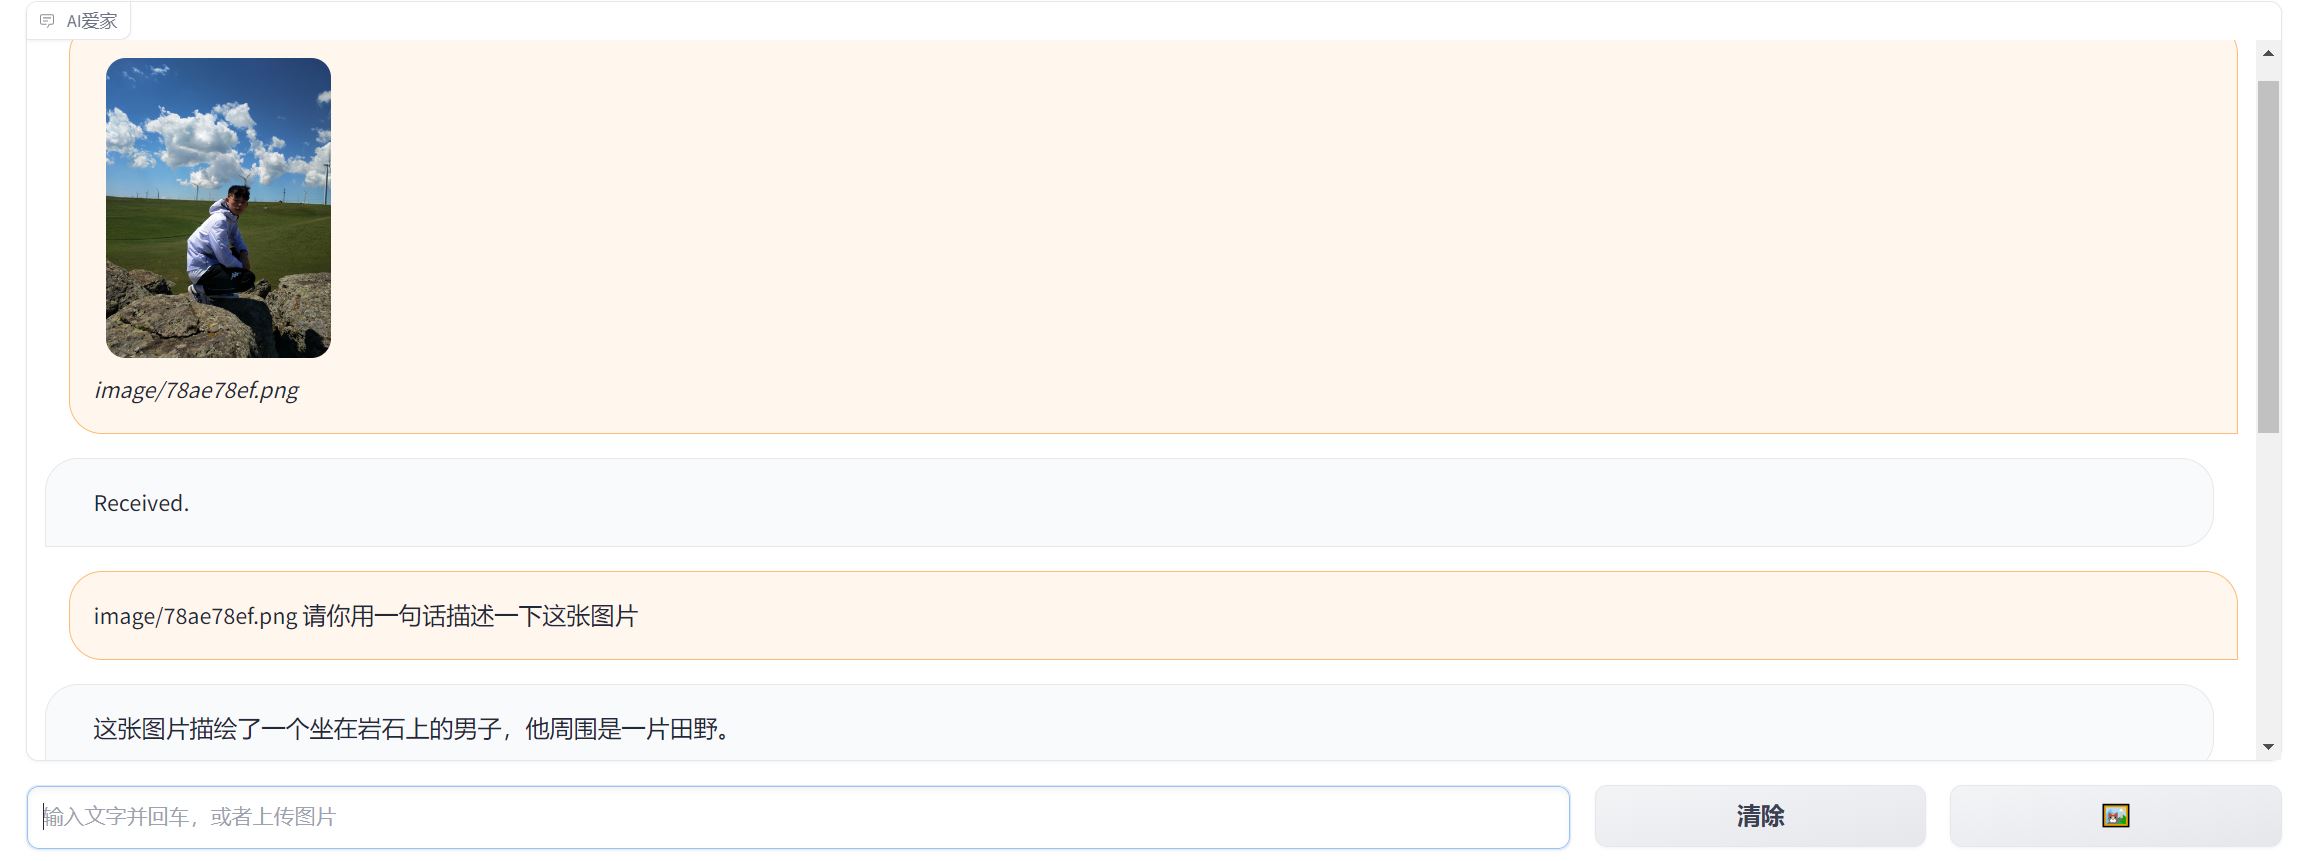 AI爱家
image/78ae78ef.png
Received.
image/78ae78ef.png 请你用一句话描述一下这张图片
这张图片描绘了一个坐在岩石上的男子，他周围是一片田野。
输入文字并回车，或者上传图片
清除